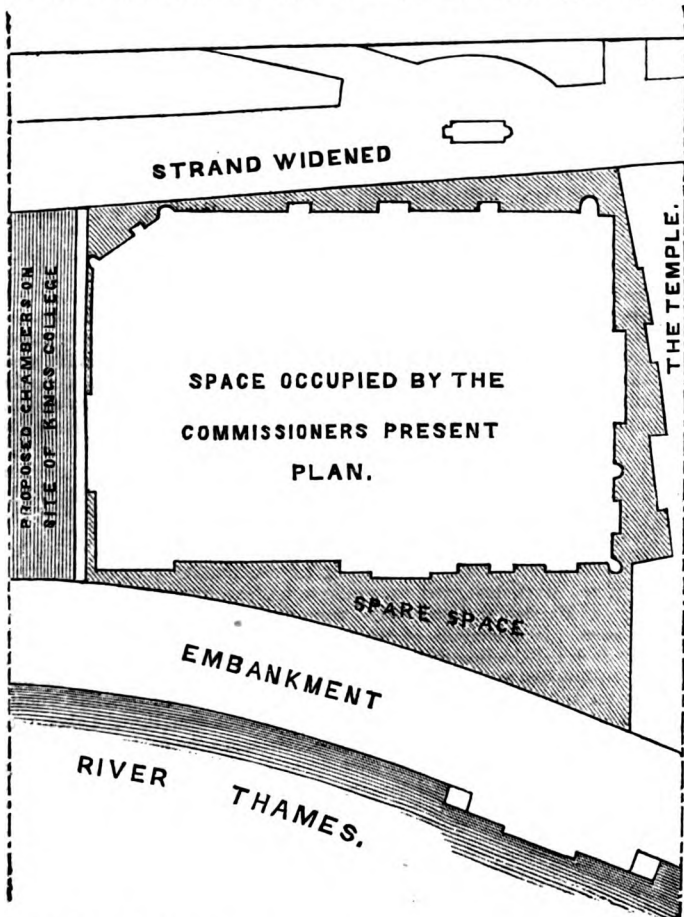 STRAND WIDENED
THE TEMPLE.
PROPOSED CHAMBERS ON
SITE OF KINGS COLLEGE
SPACE OCCUPIED BY THE
COMMISSIONERS PRESENT
PLAN.
SPARE SPACE
EMBANKMENT
RIVER THAMES.